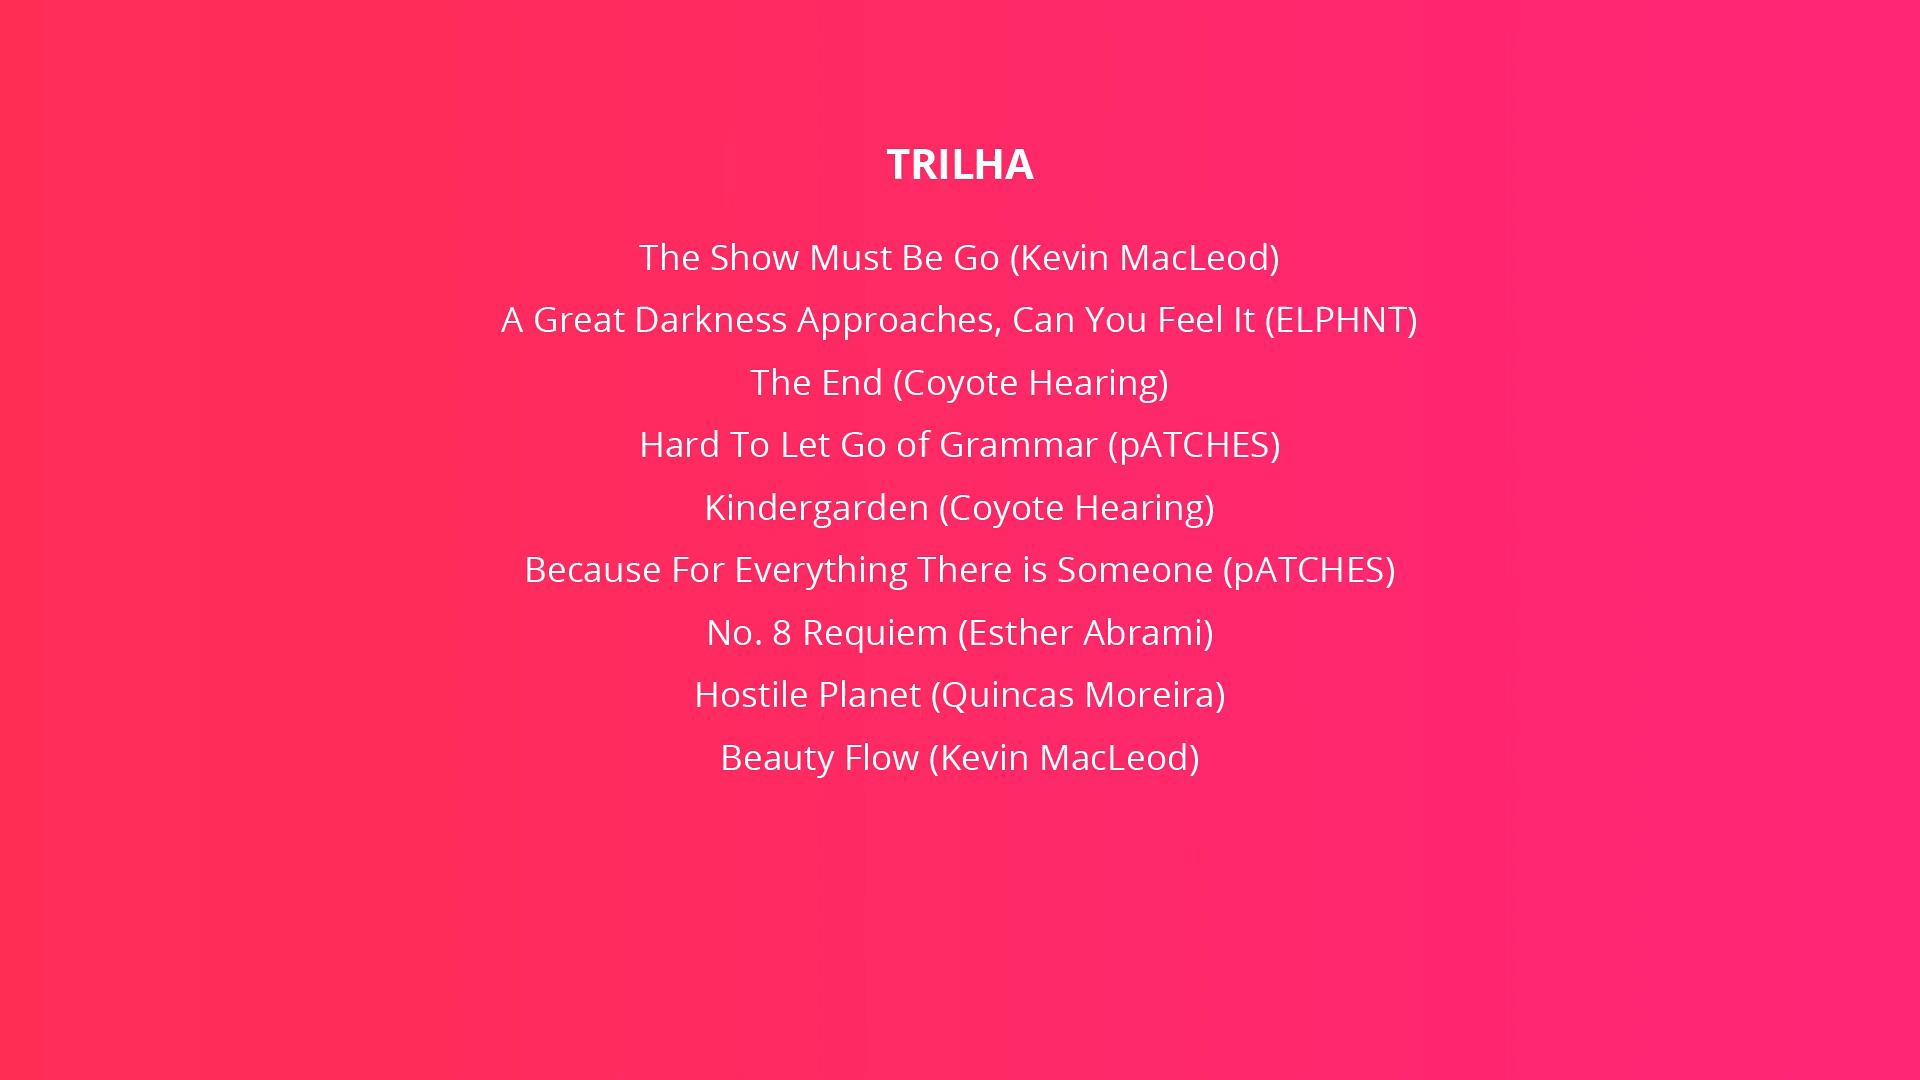 TRILHA
The Show Must Be Go (Kevin MacLeod)
A Great Darkness Approaches, Can You Feel It (ELPHNT)
The End (Coyote Hearing)
Hard To Let Go of Grammar (pATCHES)
Kindergarden (Coyote Hearing)
Because For Everything There is Someone (pATCHES)
No. 8 Requiem (Esther Abrami)
Hostile Planet (Quincas Moreira)
Beauty Flow (Kevin MacLeod)